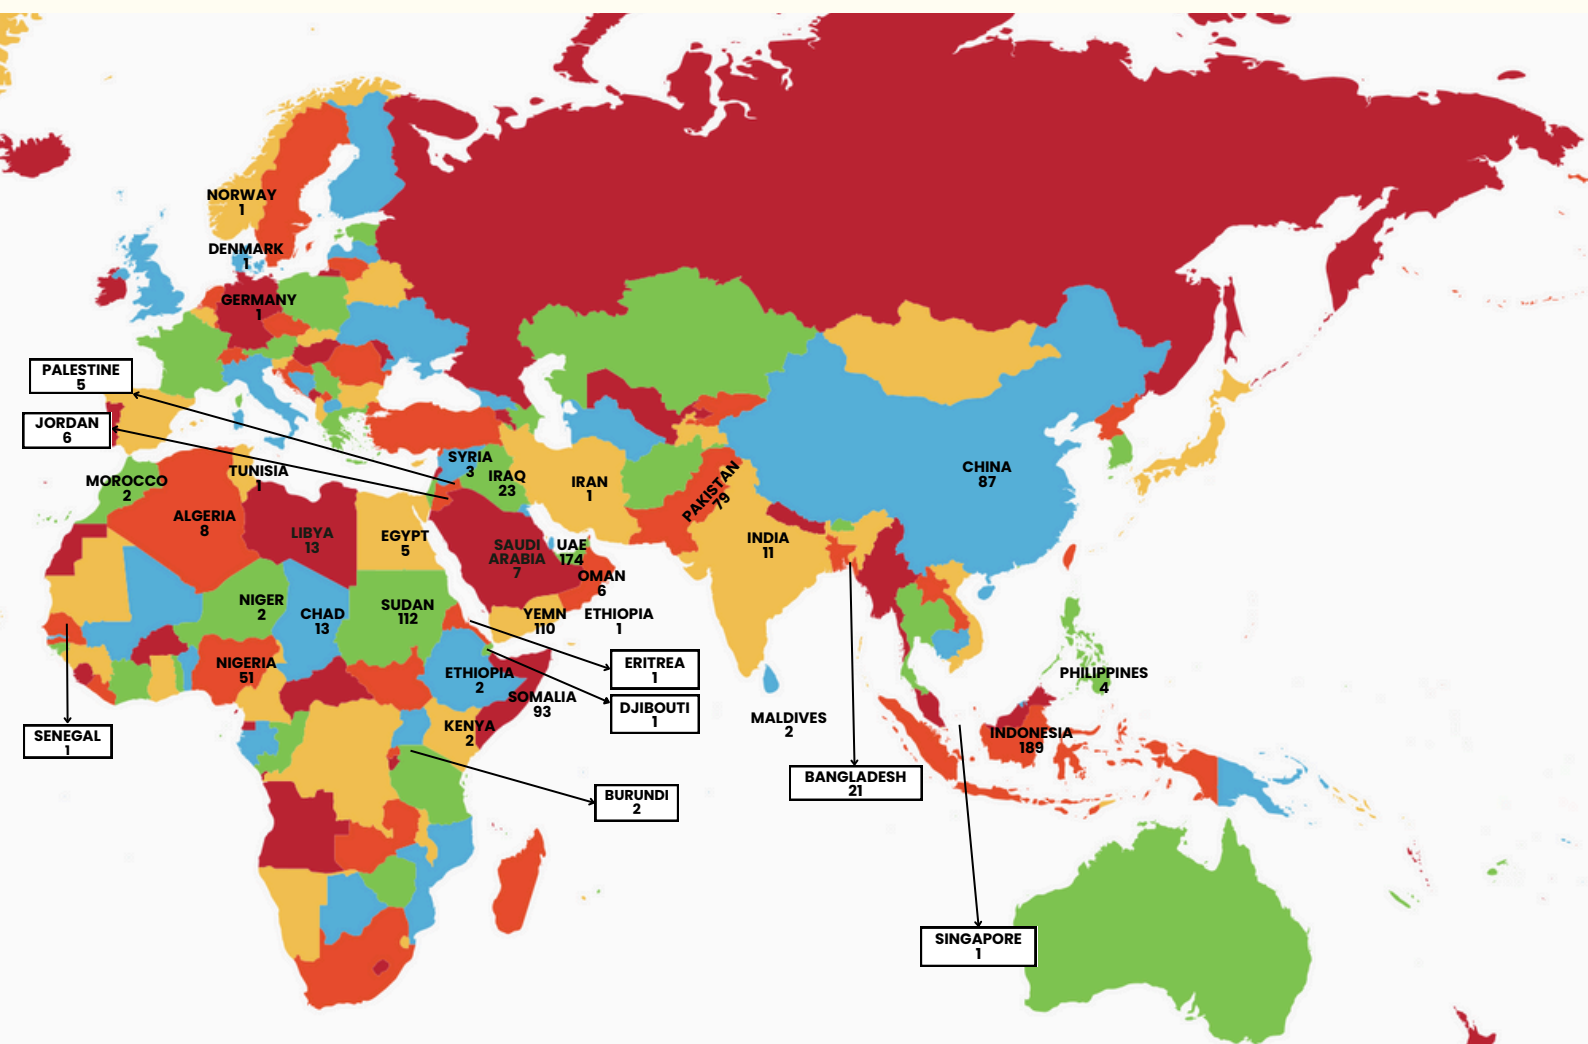 NORWAY
1
DENMARK
1
GERMANY
1
PALESTINE
5
JORDAN
6
MOROCCO
2
TUNISIA
1
ALGERIA
8
LIBYA
13
EGYPT
5
SYRIA
3
IRAQ
23
IRAN
1
PAKISTAN
79
CHINA
87
INDIA
11
SAUDI
ARABIA
7
UAE
174
OMAN
6
YEMN
110
ETHIOPIA
1
NIGER
2
CHAD
13
SUDAN
112
NIGERIA
51
ETHIOPIA
2
SOMALIA
93
KENYA
2
ERITREA
1
DJIBOUTI
1
SENEGAL
1
BURUNDI
2
MALDIVES
2
BANGLADESH
21
PHILIPPINES
4
INDONESIA
189
SINGAPORE
1